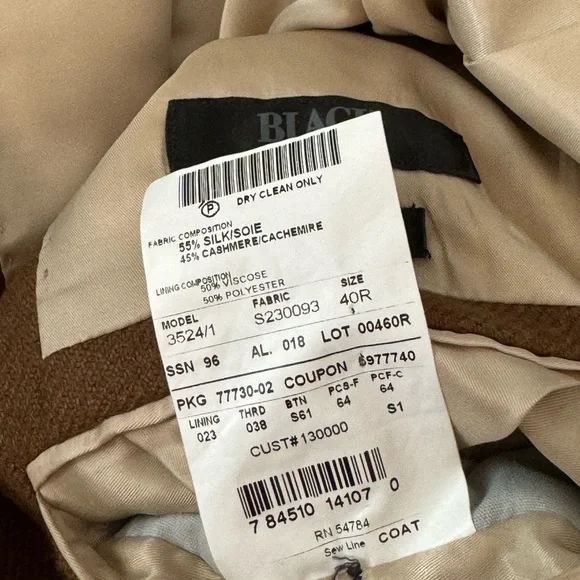 DRY CLEAN ONLY
P
FABRIC COMPOSITION
55% SILK/SOIE
45% CASHMERE/CACHEMIRE
LINING COMPOSITION
50% VISCOSE
50% POLYESTER
MODEL FABRIC SIZE
3524/1 S230093 40R
SSN 96 AL. 018 LOT 00460R
PKG 77730-02 COUPON 6977740
LINING THRD BTN PCS-F PCF-C
023 038 S61 64 64
CUST#130000 S1
7 84510 14107 0
RN 54784
Sew Line COAT